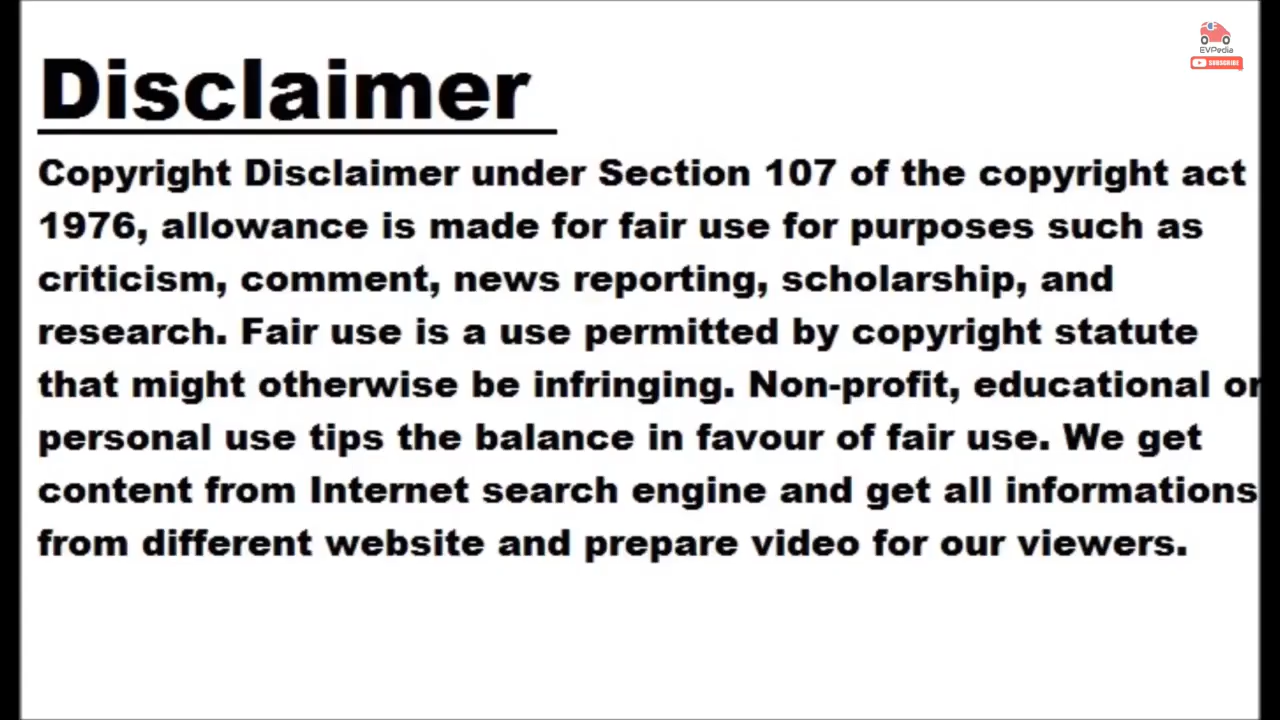 EVPedia
SUBSCRIBE
Disclaimer
Copyright Disclaimer under Section 107 of the copyright act
1976, allowance is made for fair use for purposes such as
criticism, comment, news reporting, scholarship, and
research. Fair use is a use permitted by copyright statute
that might otherwise be infringing. Non-profit, educational or
personal use tips the balance in favour of fair use. We get
content from Internet search engine and get all informations
from different website and prepare video for our viewers.